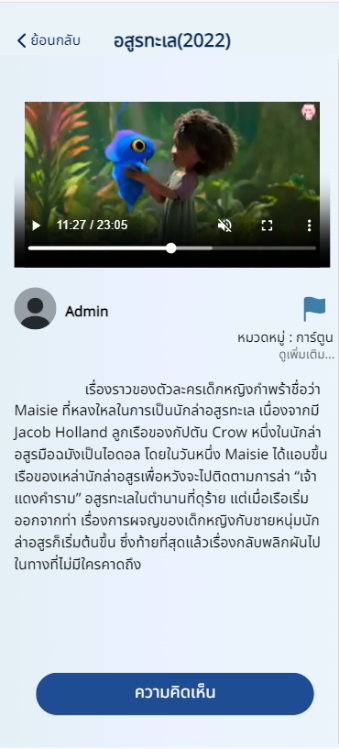 ย้อนกลับ
อสูรทะเล(2022)
11:27 / 23:05
Admin
หมวดหมู่ : การ์ตูน
ดูเพิ่มเติม...
เรื่องราวของตัวละครเด็กหญิงกำพร้าชื่อว่า
Maisie ที่หลงใหลในการเป็นนักล่าอสูรทะเล เนื่องจากมี
Jacob Holland ลูกเรือของกัปตัน Crow หนึ่งในนักล่า
อสูรมือฉมังเป็นไอดอล โดยในวันหนึ่ง Maisie ได้แอบขึ้น
เรือของเหล่านักล่าอสูรเพื่อหวังจะไปติดตามการล่า “เจ้า
แดงคำราม” อสูรทะเลในตำนานที่ดุร้าย แต่เมื่อเรือเริ่ม
ออกจากท่า เรื่องการผจญของเด็กหญิงกับชายหนุ่มนัก
ล่าอสูรก็เริ่มต้นขึ้น ซึ่งท้ายที่สุดแล้วเรื่องกลับพลิกผันไป
ในทางที่ไม่มีใครคาดถึง
ความคิดเห็น